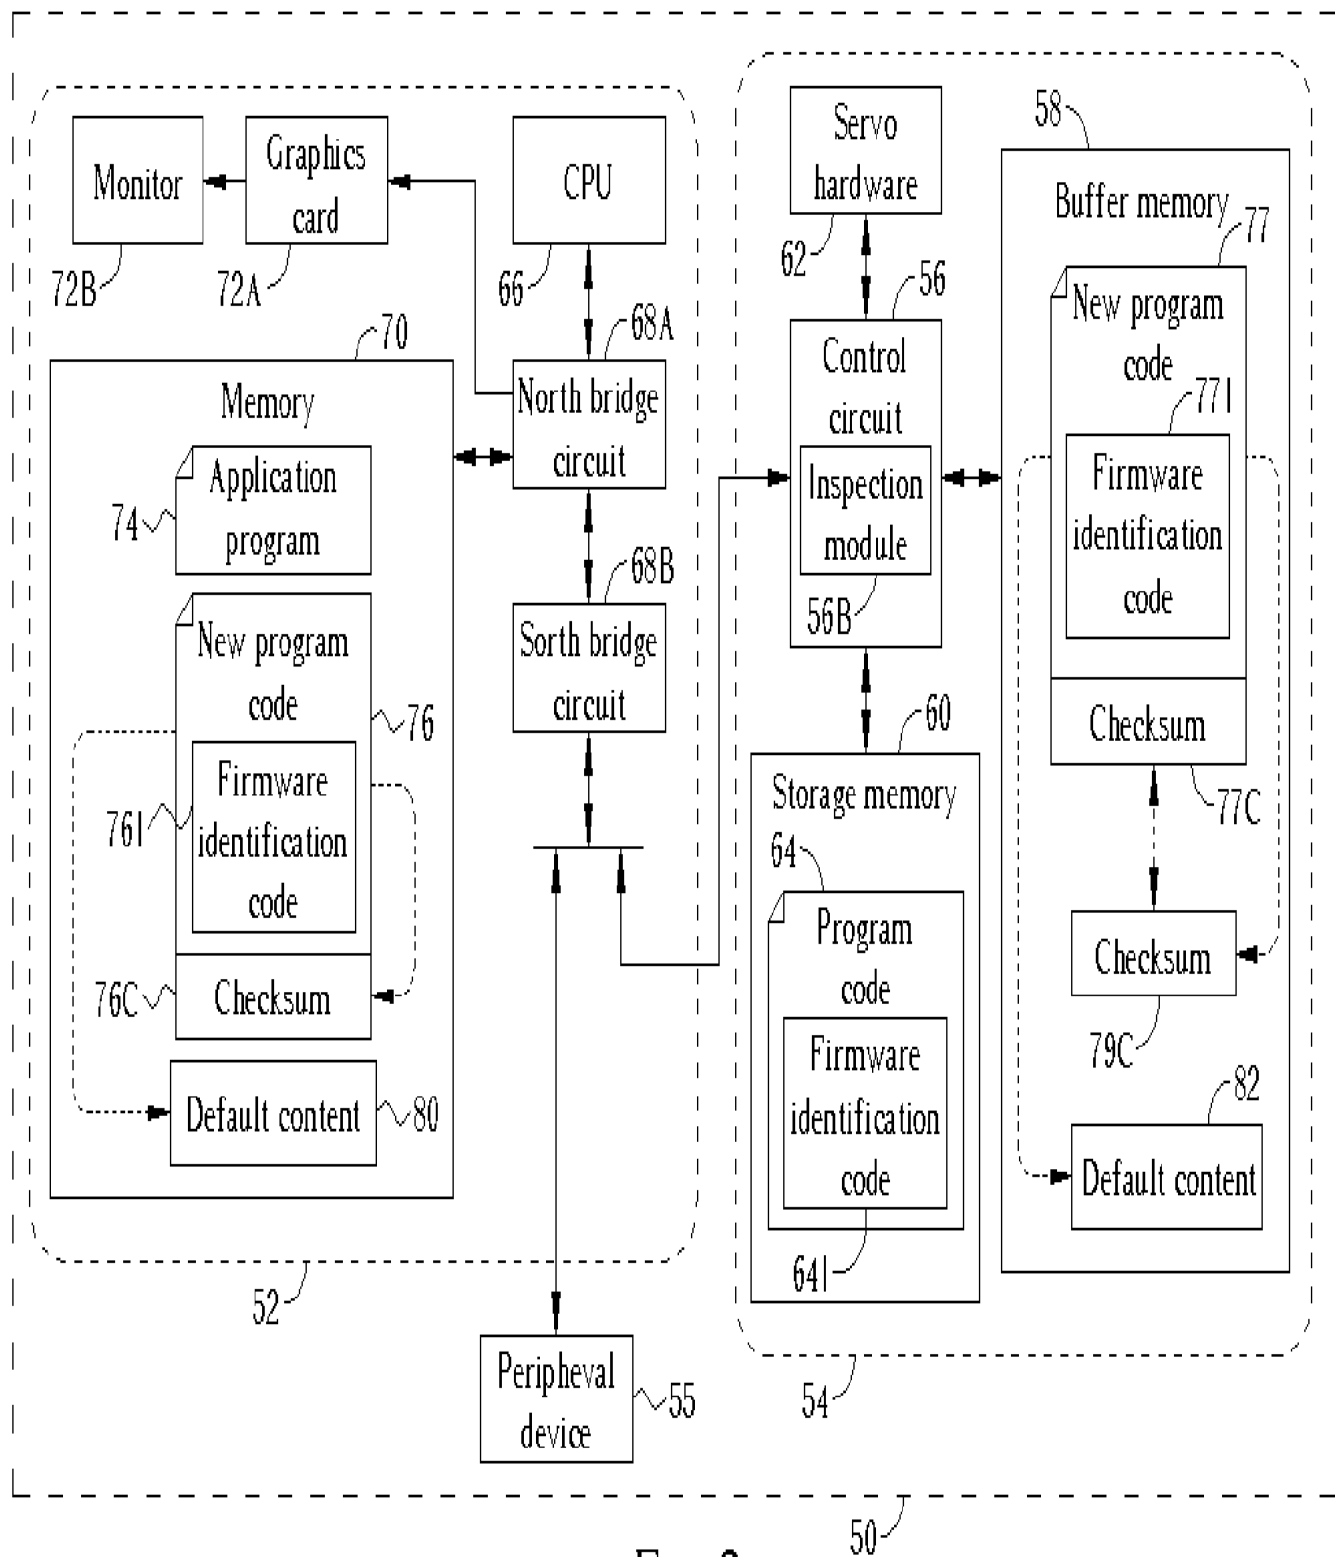 Monitor
72B
Graphics
card
72A
CPU
66
68A
North bridge
circuit
68B
Sorth bridge
circuit
70
Memory
Application
program
74
New program
code
76
Firmware
identification
code
76I
Checksum
76C
Default content
80
52
Peripheval
device
55
Servo
hardware
62
56
Control
circuit
Inspection
module
56B
60
Storage memory
64
Program
code
Firmware
identification
code
64I
58
Buffer memory
77
New program
code
77I
Firmware
identification
code
Checksum
77C
Checksum
79C
82
Default content
54
50